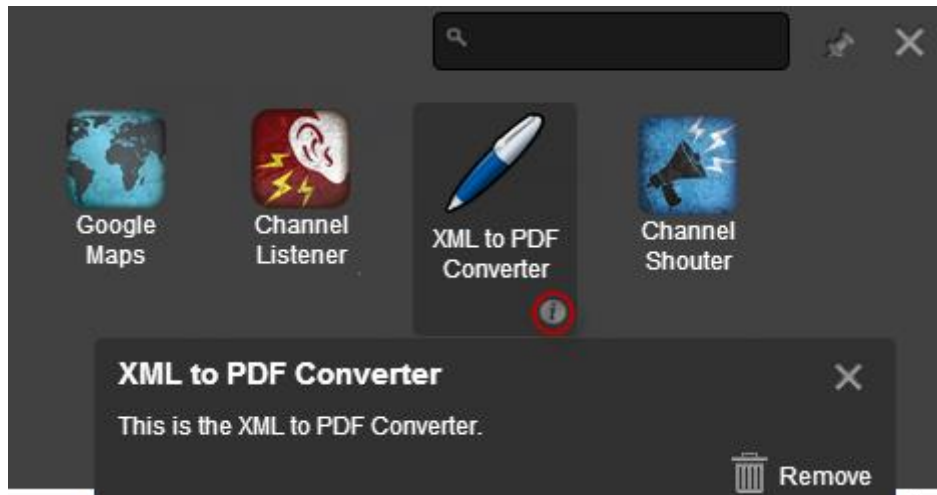 Google
Maps
Channel
Listener
XML to PDF
Converter
Channel
Shouter
i
XML to PDF Converter
This is the XML to PDF Converter.
Remove